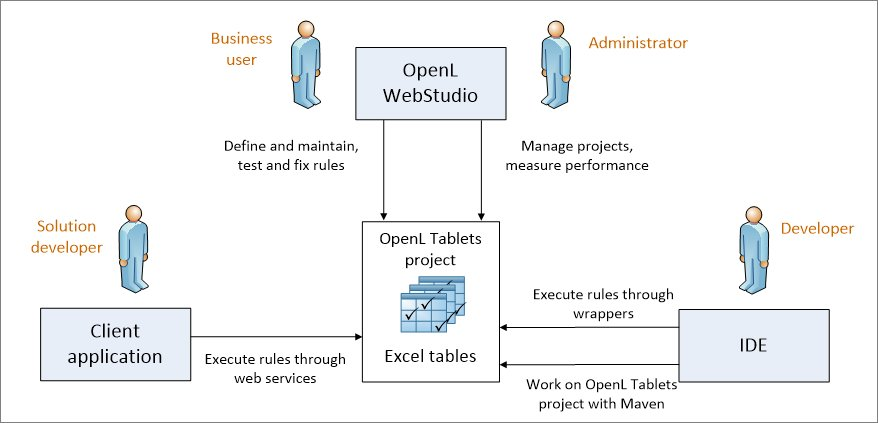 Business
user
OpenL
WebStudio
Administrator
Define and maintain,
test and fix rules
Manage projects,
measure performance
Solution
developer
OpenL Tablets
project
Excel tables
Developer
Client
application
Execute rules through
web services
Execute rules through
wrappers
IDE
Work on OpenL Tablets
project with Maven